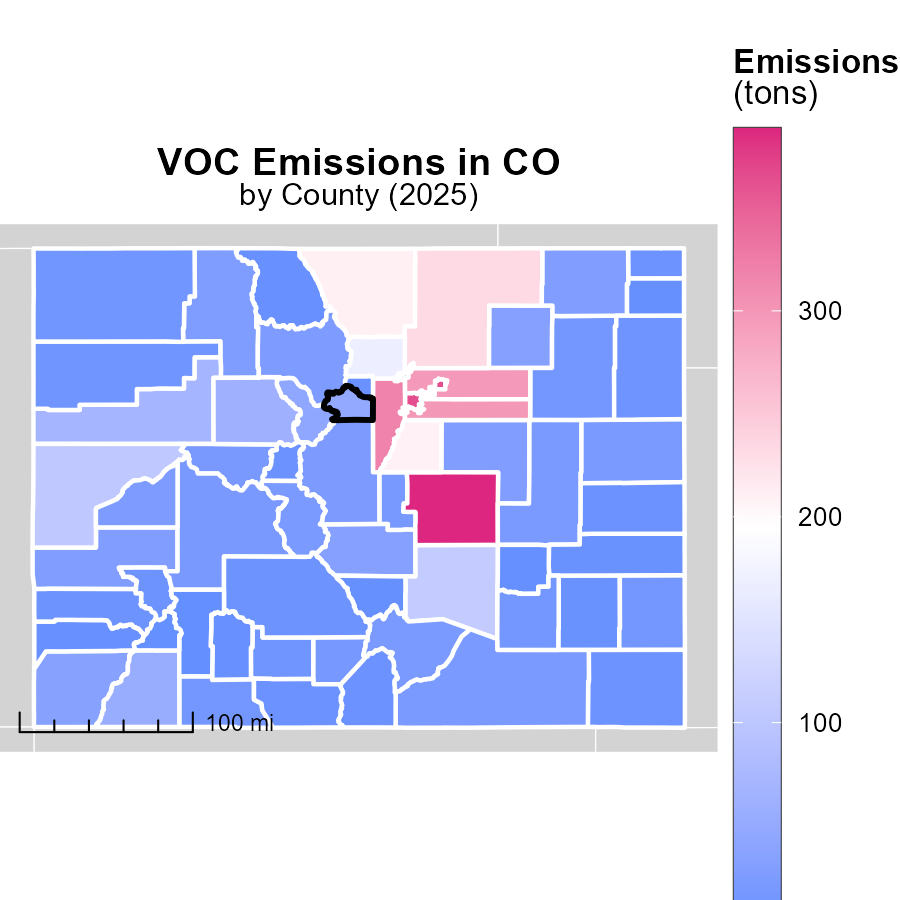 Emissions
(tons)
VOC Emissions in CO
by County (2025)
300
200
100
100 mi